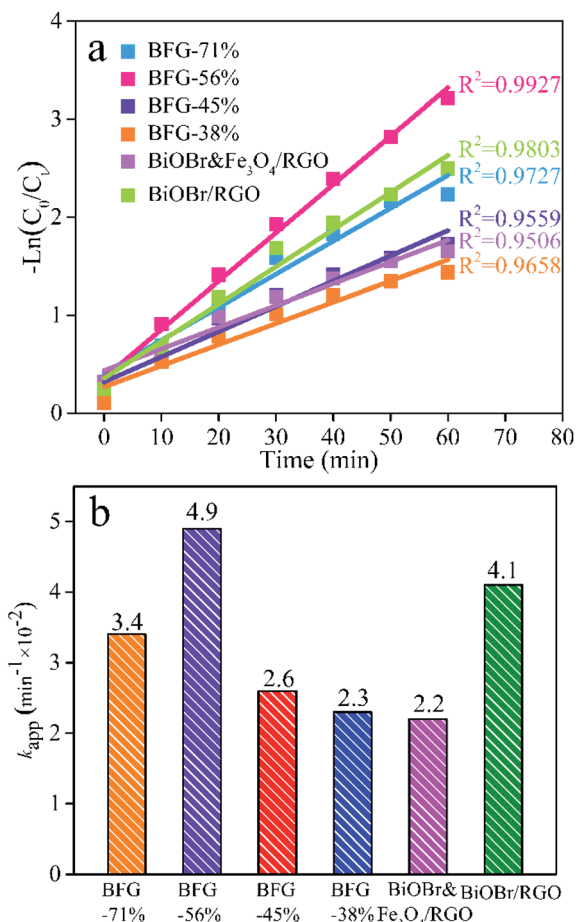 a
4
3
2
1
0
-Ln(C₀/Cₜ)
BFG-71%
BFG-56%
BFG-45%
BFG-38%
BiOBr&Fe₃O₄/RGO
BiOBr/RGO
R²=0.9927
R²=0.9803
R²=0.9727
R²=0.9559
R²=0.9506
R²=0.9658
0 10 20 30 40 50 60 70 80
Time (min)
b
5
4
3
2
1
0
k_app (min⁻¹×10⁻²)
3.4
4.9
2.6
2.3
2.2
4.1
BFG BFG BFG BFG BiOBr& BiOBr/RGO
-71% -56% -45% -38% Fe₃O₄/RGO